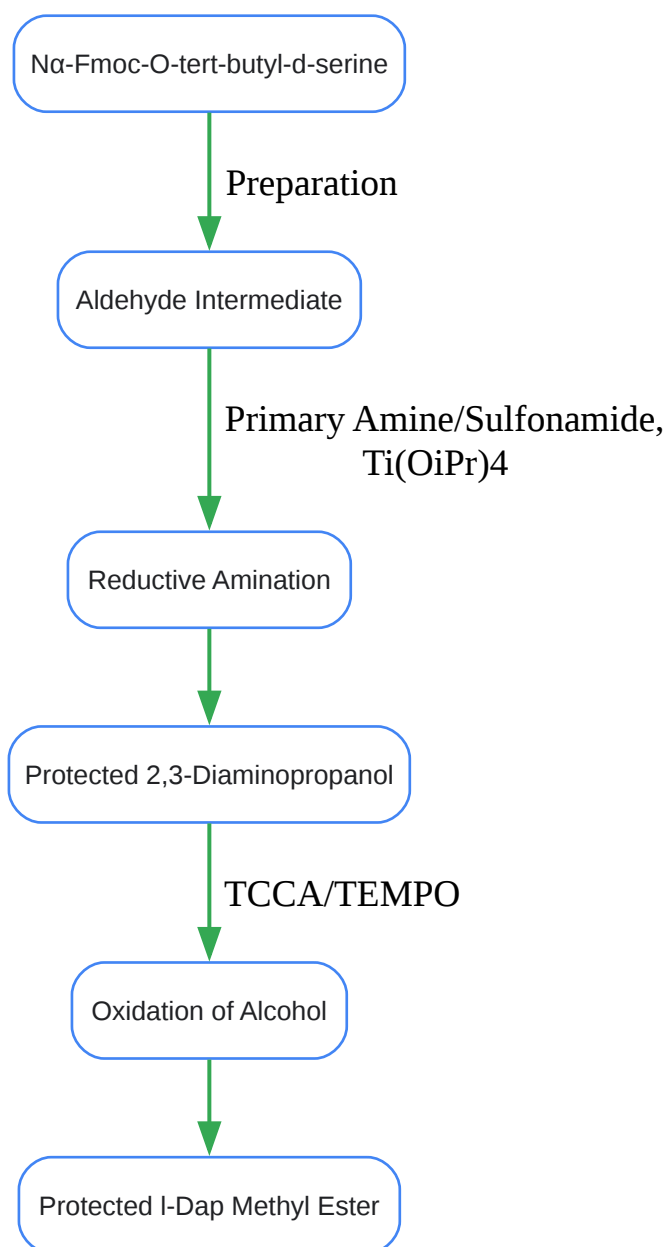 Nα-Fmoc-O-tert-butyl-d-serine
Preparation
Aldehyde Intermediate
Primary Amine/Sulfonamide,
Ti(OiPr)4
Reductive Amination
Protected 2,3-Diaminopropanol
TCCA/TEMPO
Oxidation of Alcohol
Protected l-Dap Methyl Ester